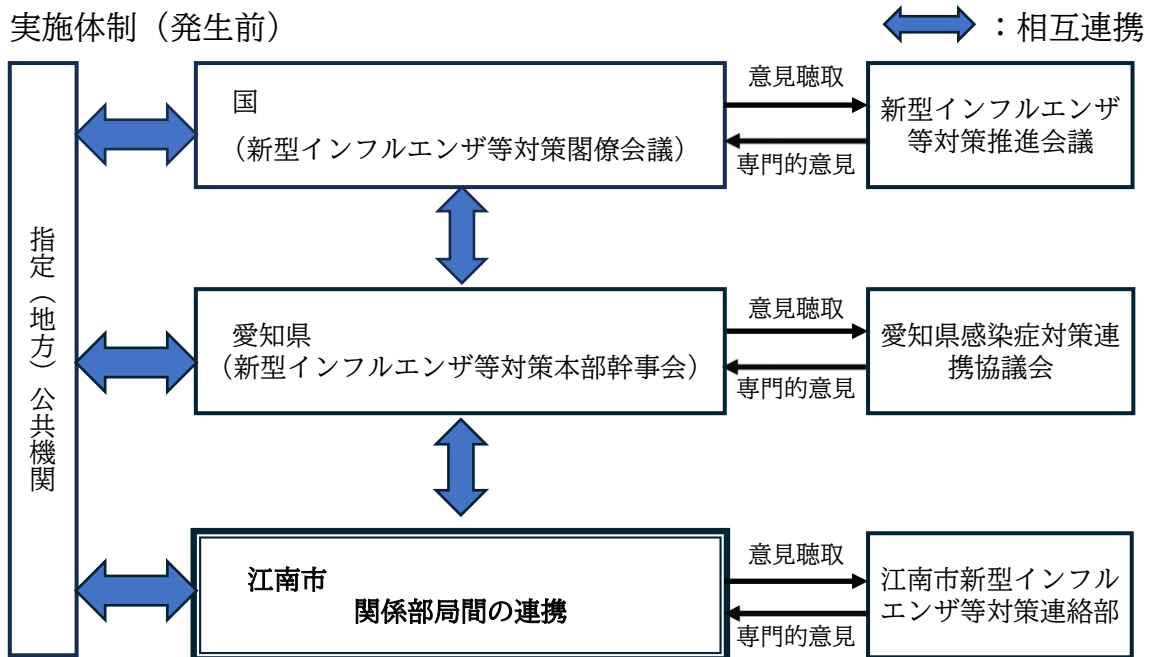 実施体制（発生前）
：相互連携
指定（地方）公共機関
国
（新型インフルエンザ等対策閣僚会議）
意見聴取
専門的意見
新型インフルエンザ
等対策推進会議
愛知県
（新型インフルエンザ等対策本部幹事会）
意見聴取
専門的意見
愛知県感染症対策連
携協議会
江南市
関係部局間の連携
意見聴取
専門的意見
江南市新型インフル
エンザ等対策連絡部